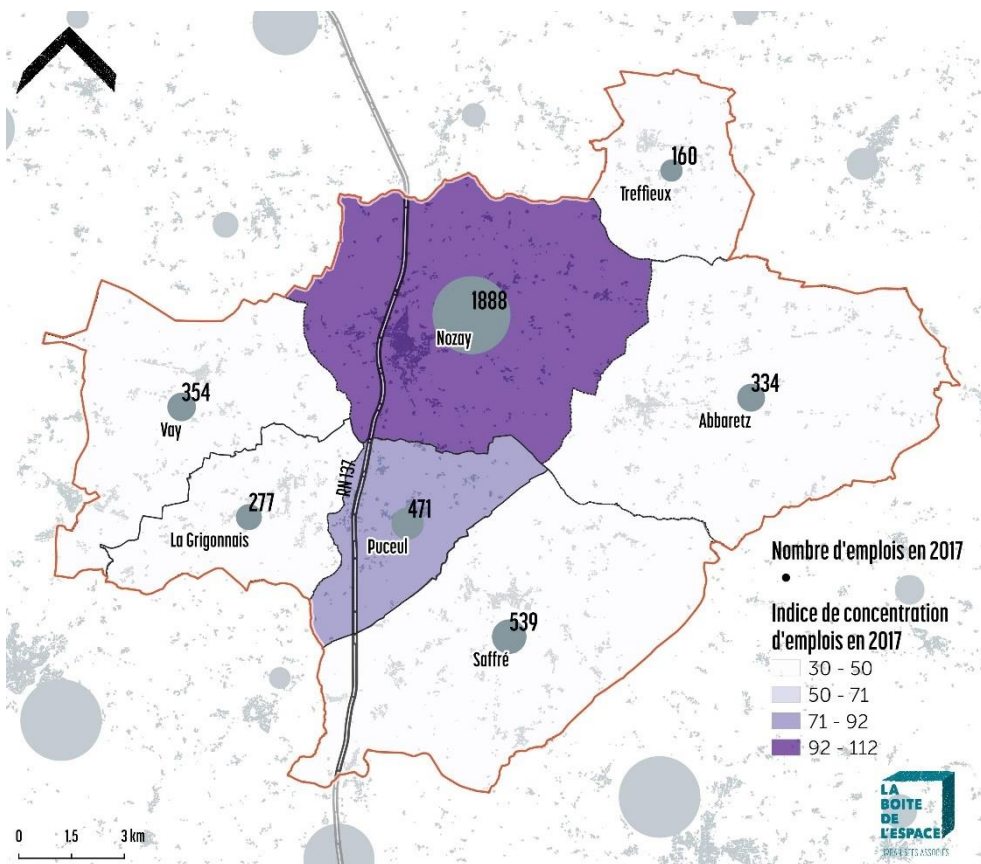 160
Treffieux
1888
Nozay
354
Vay
334
Abbaretz
RN 137
277
La Grigonnais
471
Puceul
539
Saffré
Nombre d'emplois en 2017
Indice de concentration
d'emplois en 2017
30 - 50
50 - 71
71 - 92
92 - 112
0 1.5 3 km
LA
BOITE
DE
L'ESPACE